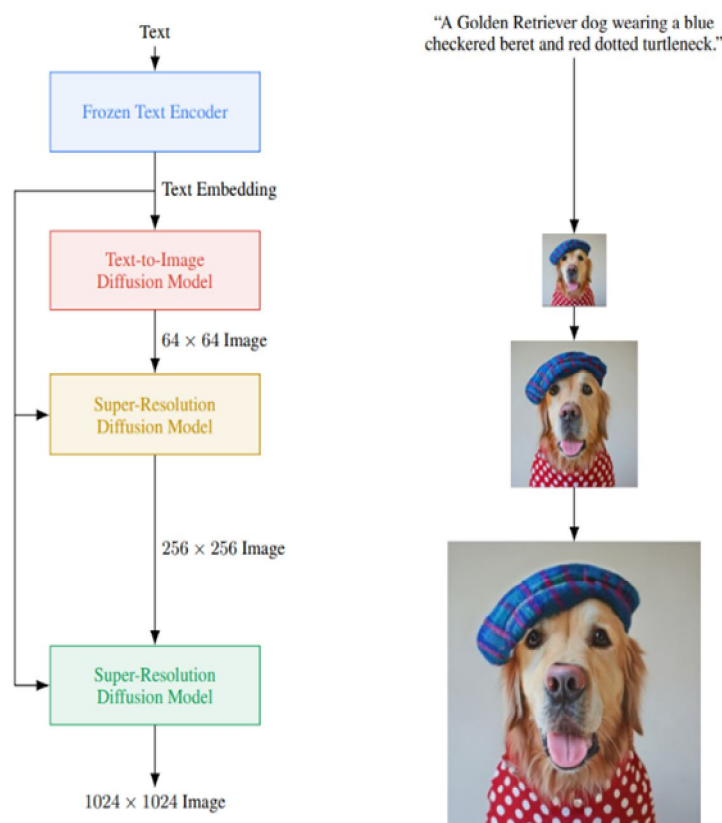 Text
Frozen Text Encoder
Text Embedding
Text-to-Image
Diffusion Model
64 × 64 Image
Super-Resolution
Diffusion Model
256 × 256 Image
Super-Resolution
Diffusion Model
1024 × 1024 Image
“A Golden Retriever dog wearing a blue
checkered beret and red dotted turtleneck.”